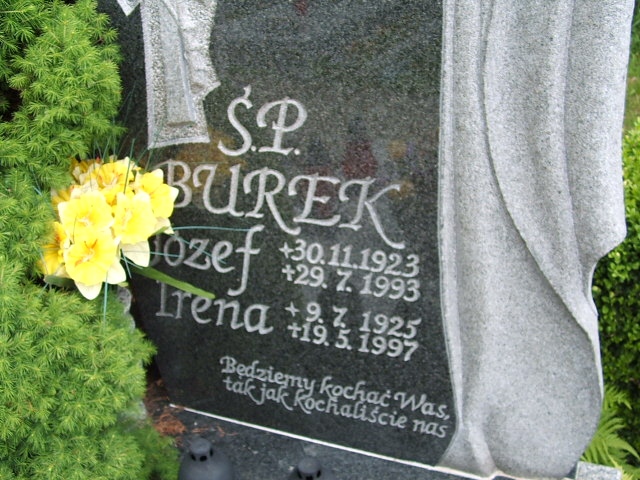 Ś.P.
BUREK
Józef +30.11.1923
+29.7.1993
Irena +9.7.1925
+19.5.1997
Będziemy kochać Was,
tak jak kochaliście nas